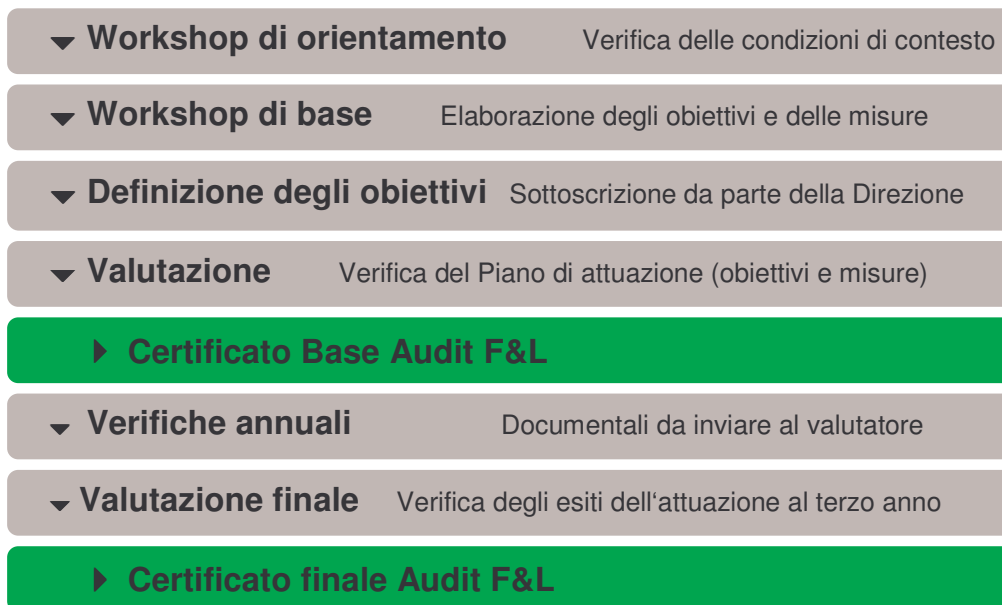 Workshop di orientamento Verifica delle condizioni di contesto
Workshop di base Elaborazione degli obiettivi e delle misure
Definizione degli obiettivi Sottoscrizione da parte della Direzione
Valutazione Verifica del Piano di attuazione (obiettivi e misure)
Certificato Base Audit F&L
Verifiche annuali Documentali da inviare al valutatore
Valutazione finale Verifica degli esiti dell‘attuazione al terzo anno
Certificato finale Audit F&L